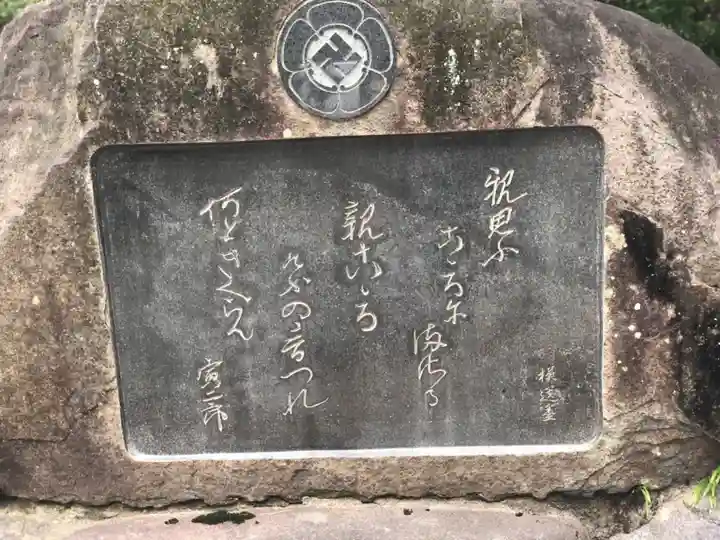 親思ふ
こころに
まさる
親ごころ
けふの音つれ
何ときくらん
寅二郎